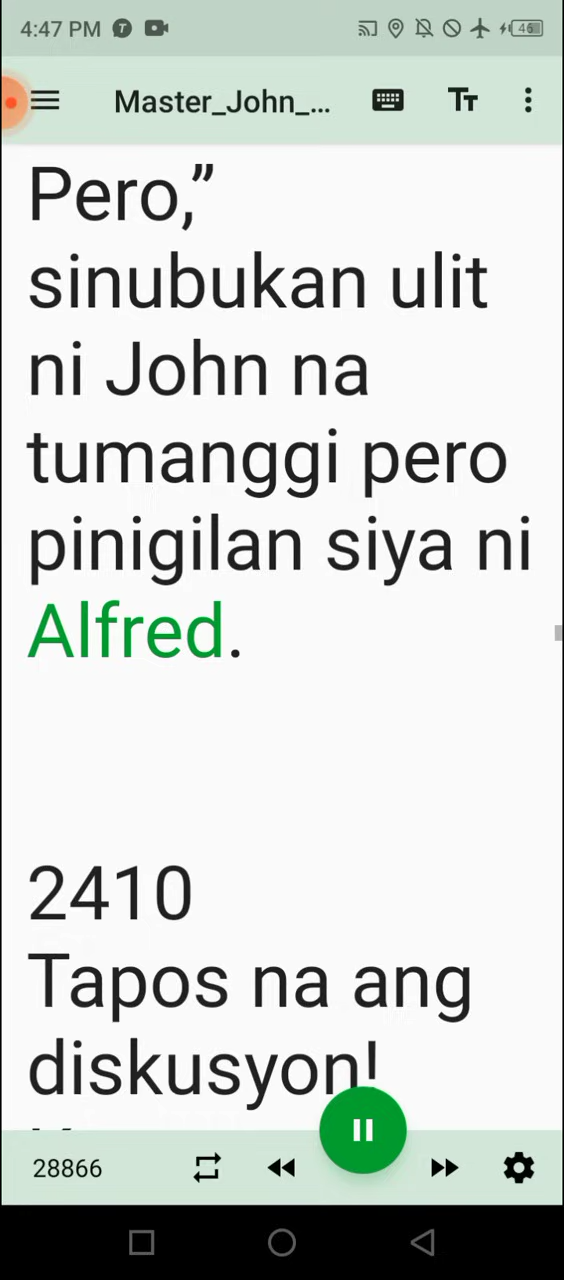 4:47 PM
46
Master_John_...
Pero,”
sinubukan ulit
ni John na
tumanggi pero
pinigilan siya ni
Alfred.
2410
Tapos na ang
diskusyon!
28866